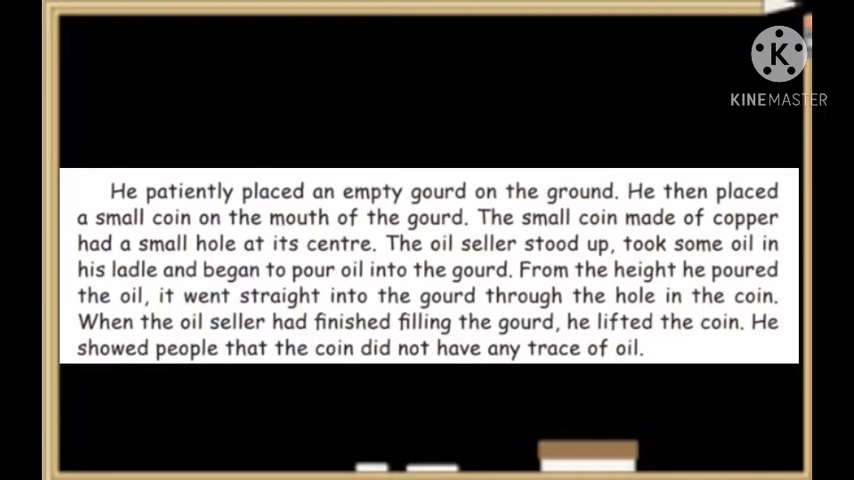 KINEMASTER
He patiently placed an empty gourd on the ground. He then placed
a small coin on the mouth of the gourd. The small coin made of copper
had a small hole at its centre. The oil seller stood up, took some oil in
his ladle and began to pour oil into the gourd. From the height he poured
the oil, it went straight into the gourd through the hole in the coin.
When the oil seller had finished filling the gourd, he lifted the coin. He
showed people that the coin did not have any trace of oil.